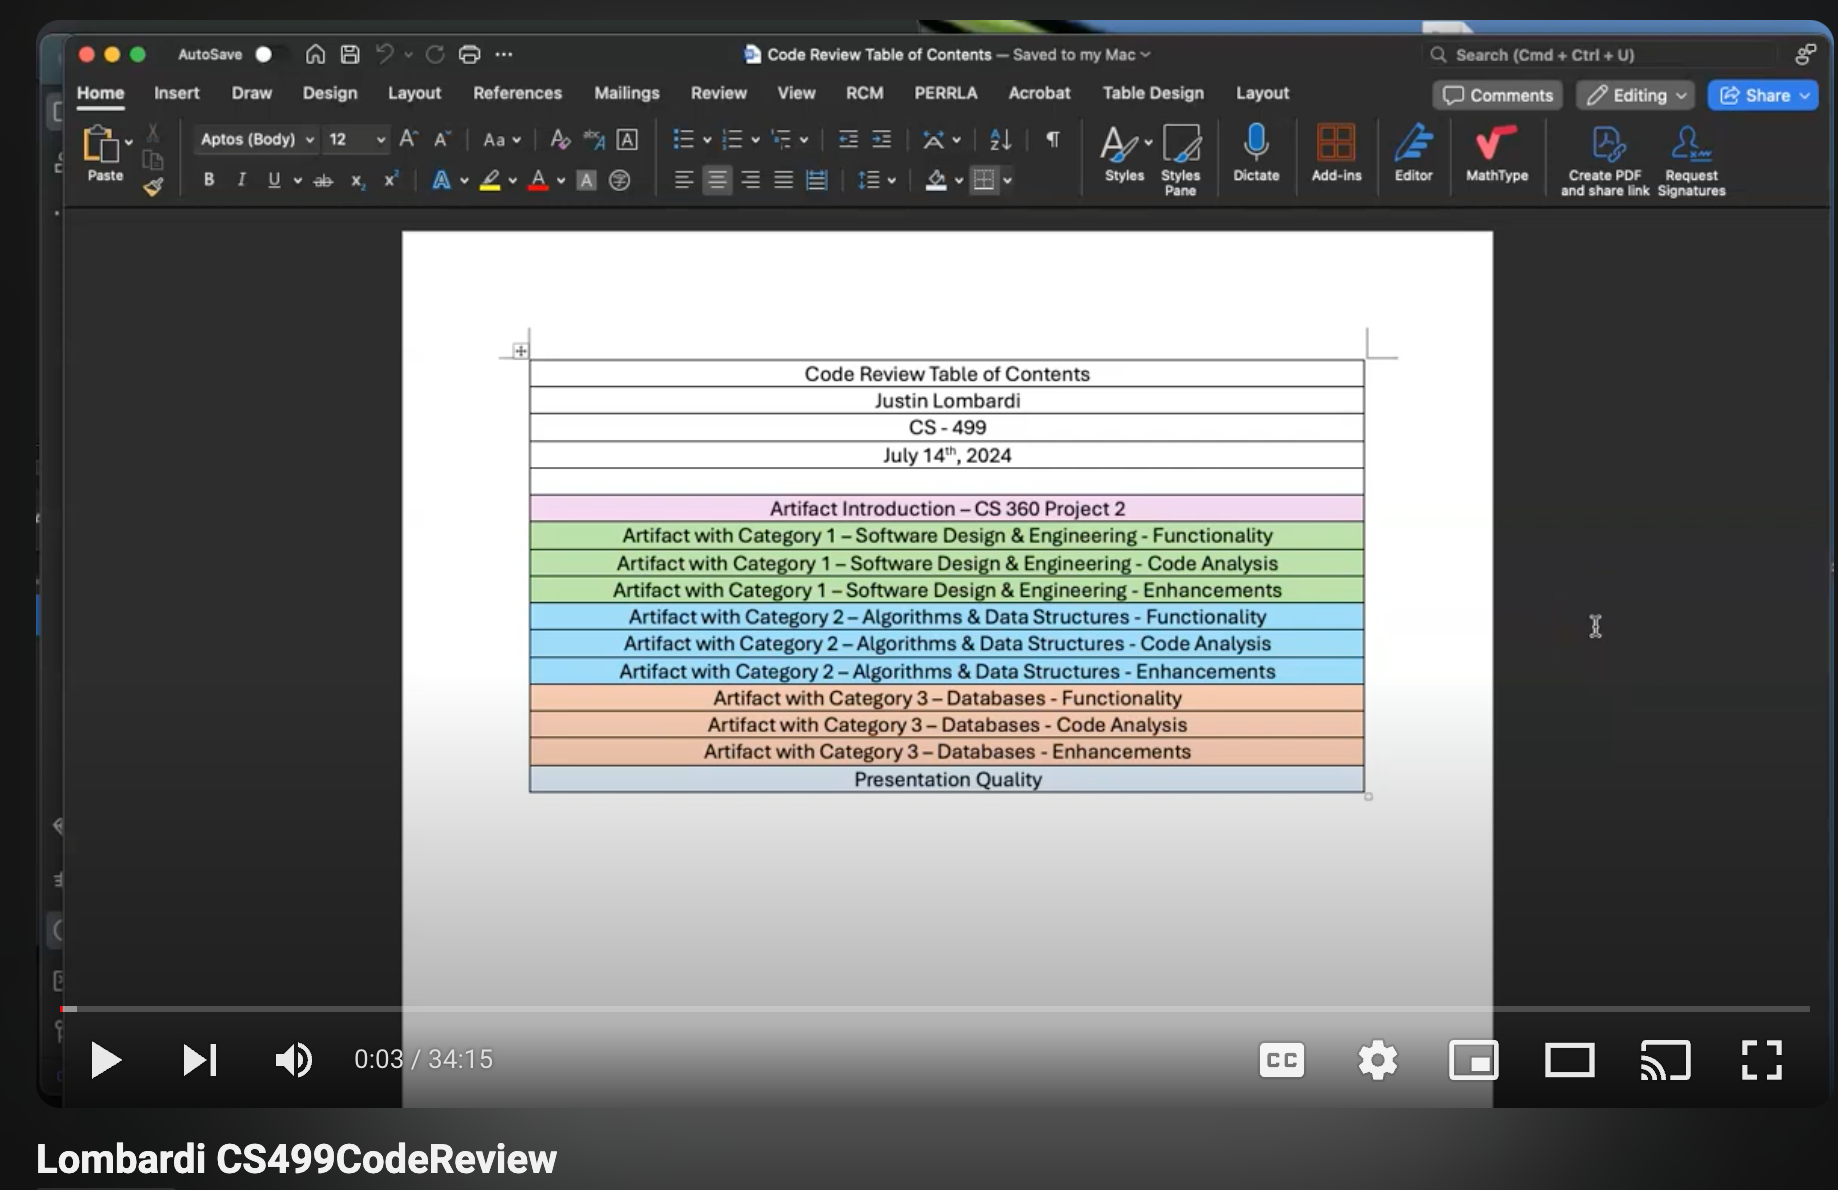 AutoSave
Code Review Table of Contents — Saved to my Mac
Search (Cmd + Ctrl + U)
Home Insert Draw Design Layout References Mailings Review View RCM PERRLA Acrobat Table Design Layout
Comments Editing Share
Paste
Aptos (Body) 12
Styles
Styles Pane
Dictate
Add-ins
Editor
MathType
Create PDF and share link
Request Signatures
Code Review Table of Contents
Justin Lombardi
CS - 499
July 14th, 2024
Artifact Introduction – CS 360 Project 2
Artifact with Category 1 – Software Design & Engineering - Functionality
Artifact with Category 1 – Software Design & Engineering - Code Analysis
Artifact with Category 1 – Software Design & Engineering - Enhancements
Artifact with Category 2 – Algorithms & Data Structures - Functionality
Artifact with Category 2 – Algorithms & Data Structures - Code Analysis
Artifact with Category 2 – Algorithms & Data Structures - Enhancements
Artifact with Category 3 – Databases - Functionality
Artifact with Category 3 – Databases - Code Analysis
Artifact with Category 3 – Databases - Enhancements
Presentation Quality
0:03 / 34:15
CC
Lombardi CS499CodeReview